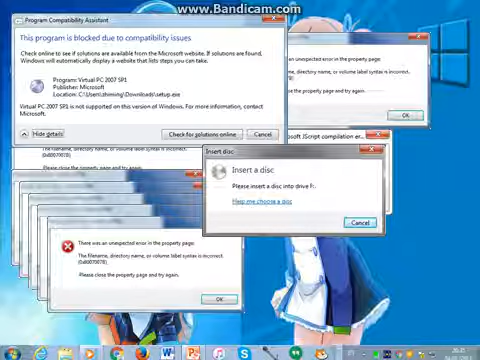 www.Bandicam.com
Program Compatibility Assistant
This program is blocked due to compatibility issues
Check online to see if solutions are available from the Microsoft website. If solutions are found,
Windows will automatically display a website that lists steps you can take.
Program: Virtual PC 2007 SP1
Publisher: Microsoft
Location: C:\Users\shiming\Downloads\setup.exe
Virtual PC 2007 SP1 is not supported on this version of Windows. For more information, contact
Microsoft.
Hide details
Check for solutions online
Cancel
an unexpected error in the property page:
name, directory name, or volume label syntax is incorrect.
se the property page and try again.
OK
soft JScript compilation er
The filename, directory name, or volume label syntax is incorrect.
(0x8007007B)
Please close the property page and try again.
Insert disc
Insert a disc
Please insert a disc into drive F:.
Help me choose a disc
Cancel
There was an unexpected error in the property page:
The filename, directory name, or volume label syntax is incorrect.
(0x8007007B)
Please close the property page and try again.
OK